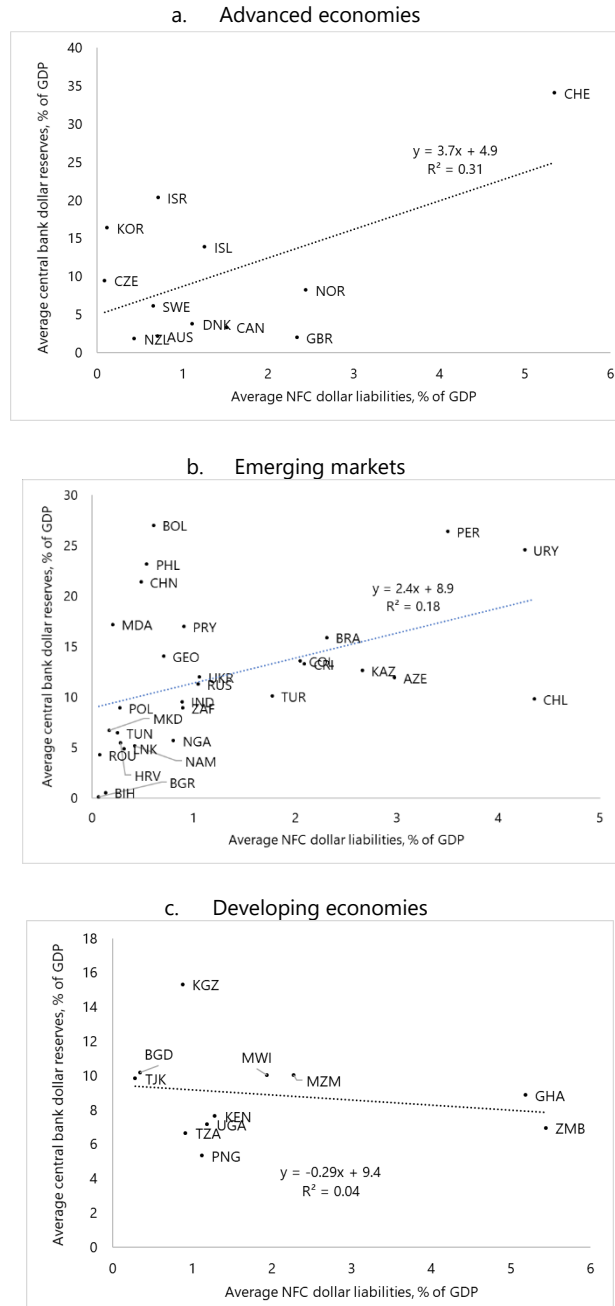 a. Advanced economies
Average central bank dollar reserves, % of GDP
40
35
30
25
20
15
10
5
0
CHE
y = 3.7x + 4.9
R² = 0.31
ISR
KOR
ISL
CZE
NOR
SWE
DNK
CAN
NZL
AUS
GBR
0 1 2 3 4 5 6
Average NFC dollar liabilities, % of GDP
b. Emerging markets
Average central bank dollar reserves, % of GDP
30
25
20
15
10
5
0
BOL
PER
URY
PHL
CHN
y = 2.4x + 8.9
R² = 0.18
MDA
PRY
BRA
GEO
COL
CRI
UKR
KAZ
RUS
AZE
TUR
CHL
IND
POL
ZAF
MKD
TUN
NGA
LNK
ROU
NAM
HRV
BGR
BIH
0 1 2 3 4 5
Average NFC dollar liabilities, % of GDP
c. Developing economies
Average central bank dollar reserves, % of GDP
18
16
14
12
10
8
6
4
2
0
KGZ
BGD
MWI
TJK
MZM
GHA
KEN
UGA
TZA
ZMB
PNG
y = -0.29x + 9.4
R² = 0.04
0 1 2 3 4 5 6
Average NFC dollar liabilities, % of GDP